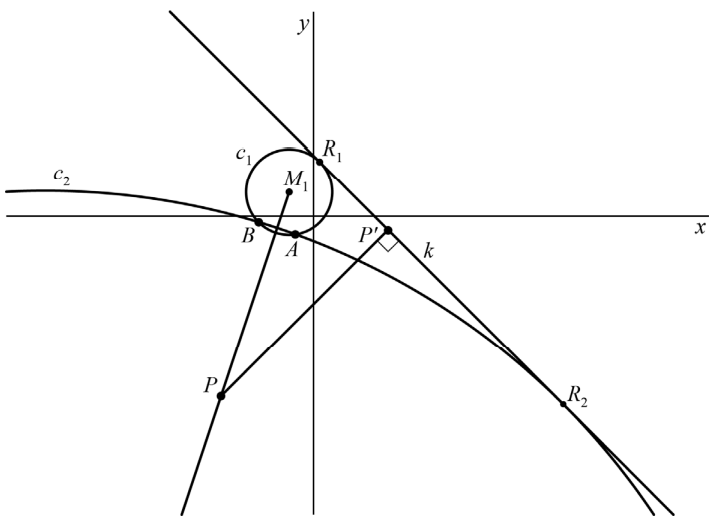 y
R₁
c₁
c₂
M₁
x
B
A
P′
k
P
R₂